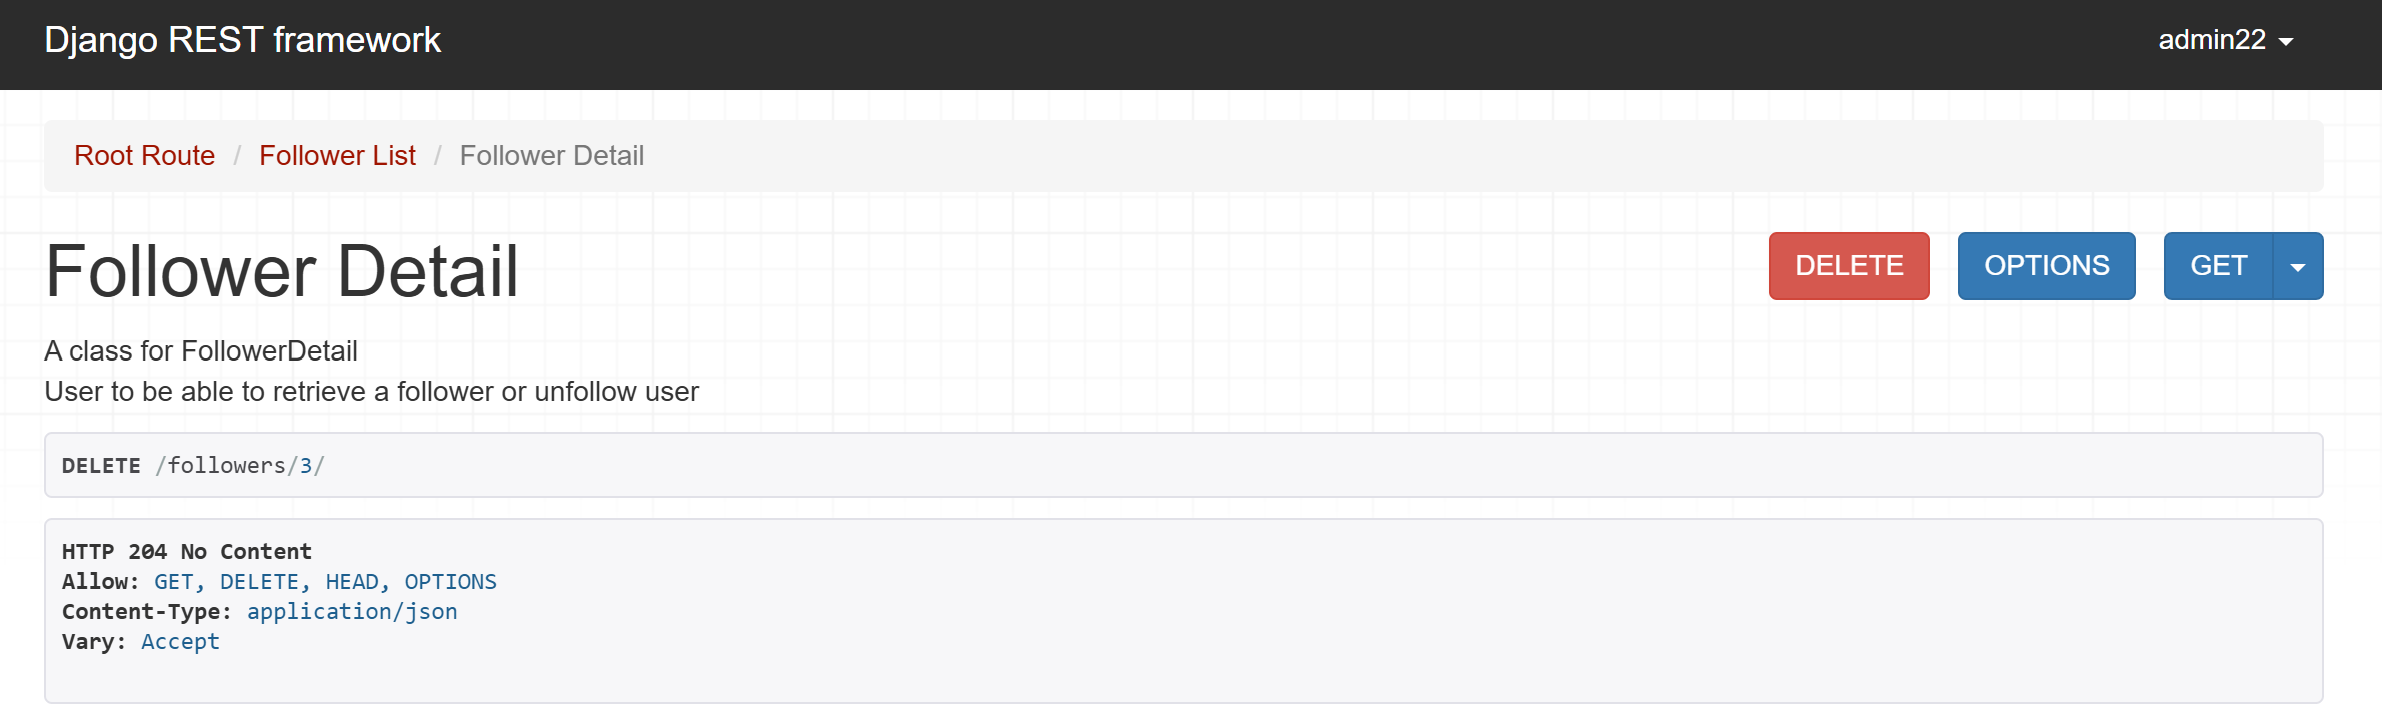 Django REST framework
admin22
Root Route / Follower List / Follower Detail
Follower Detail
DELETE
OPTIONS
GET
A class for FollowerDetail
User to be able to retrieve a follower or unfollow user
DELETE /followers/3/
HTTP 204 No Content
Allow: GET, DELETE, HEAD, OPTIONS
Content-Type: application/json
Vary: Accept